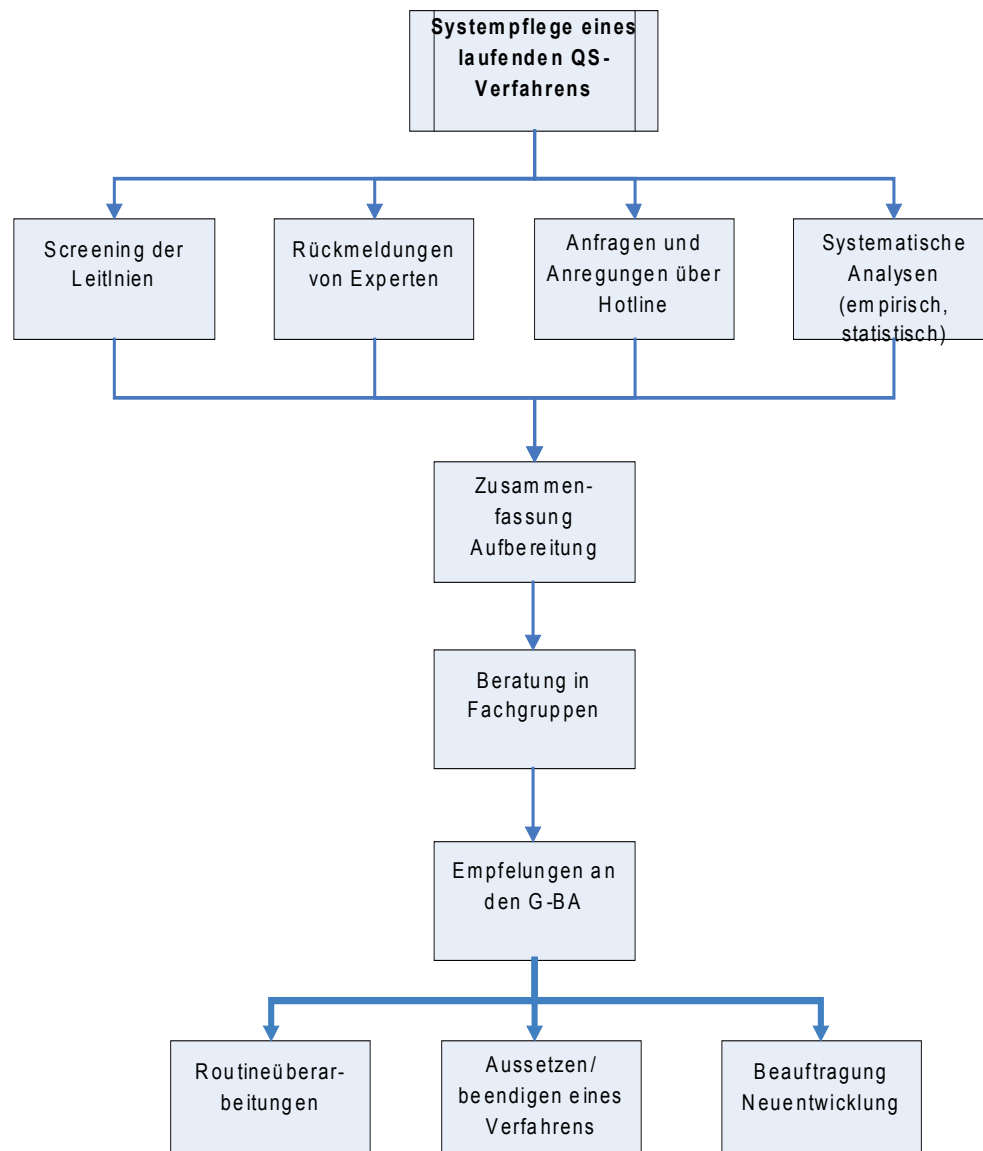 Systempflege eines
laufenden QS-
Verfahrens
Screening der
Leitlnien
Rückmeldungen
von Experten
Anfragen und
Anregungen über
Hotline
Systematische
Analysen
(empirisch,
statistisch)
Zusammen-
fassung
Aufbereitung
Beratung in
Fachgruppen
Empfelungen an
den G-BA
Routineüberar-
beitungen
Aussetzen/
beendigen eines
Verfahrens
Beauftragung
Neuentwicklung